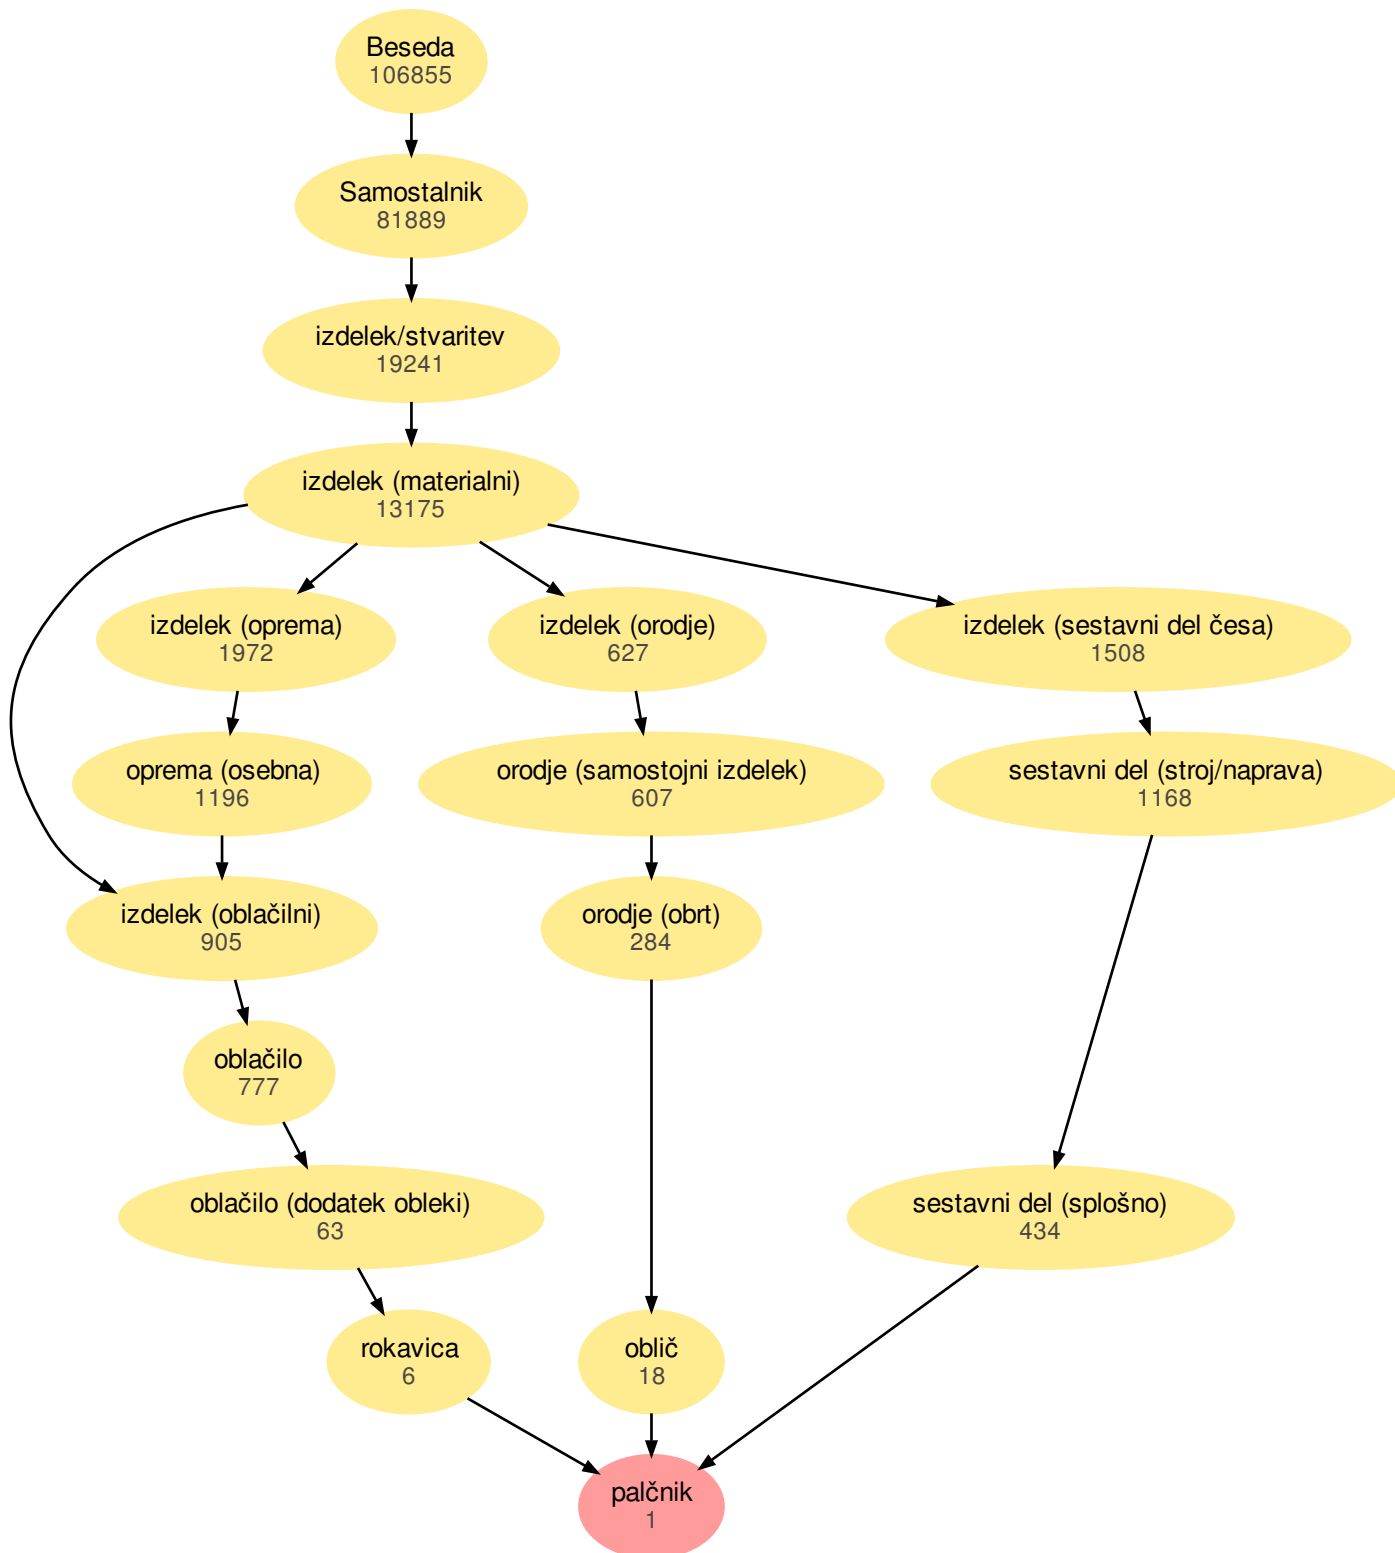 Beseda
106855
Samostalnik
81889
izdelek/stvaritev
19241
izdelek (materialni)
13175
izdelek (oprema)
1972
izdelek (orodje)
627
izdelek (sestavni del česa)
1508
oprema (osebna)
1196
orodje (samostojni izdelek)
607
sestavni del (stroj/naprava)
1168
izdelek (oblačilni)
905
orodje (obrt)
284
oblačilo
777
oblačilo (dodatek obleki)
63
sestavni del (splošno)
434
rokavica
6
oblič
18
palčnik
1